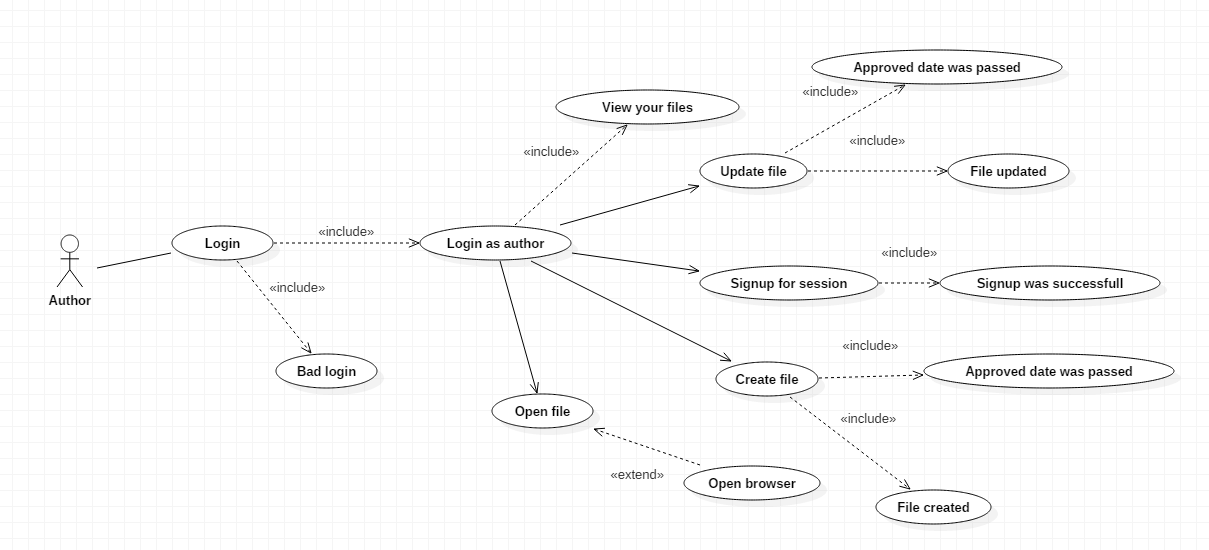 Approved date was passed
«include»
View your files
«include»
«include»
Update file
File updated
Login
«include»
Login as author
«include»
Signup for session
Signup was successfull
Author
«include»
«include»
Bad login
Create file
Approved date was passed
Open file
«include»
«extend»
Open browser
File created